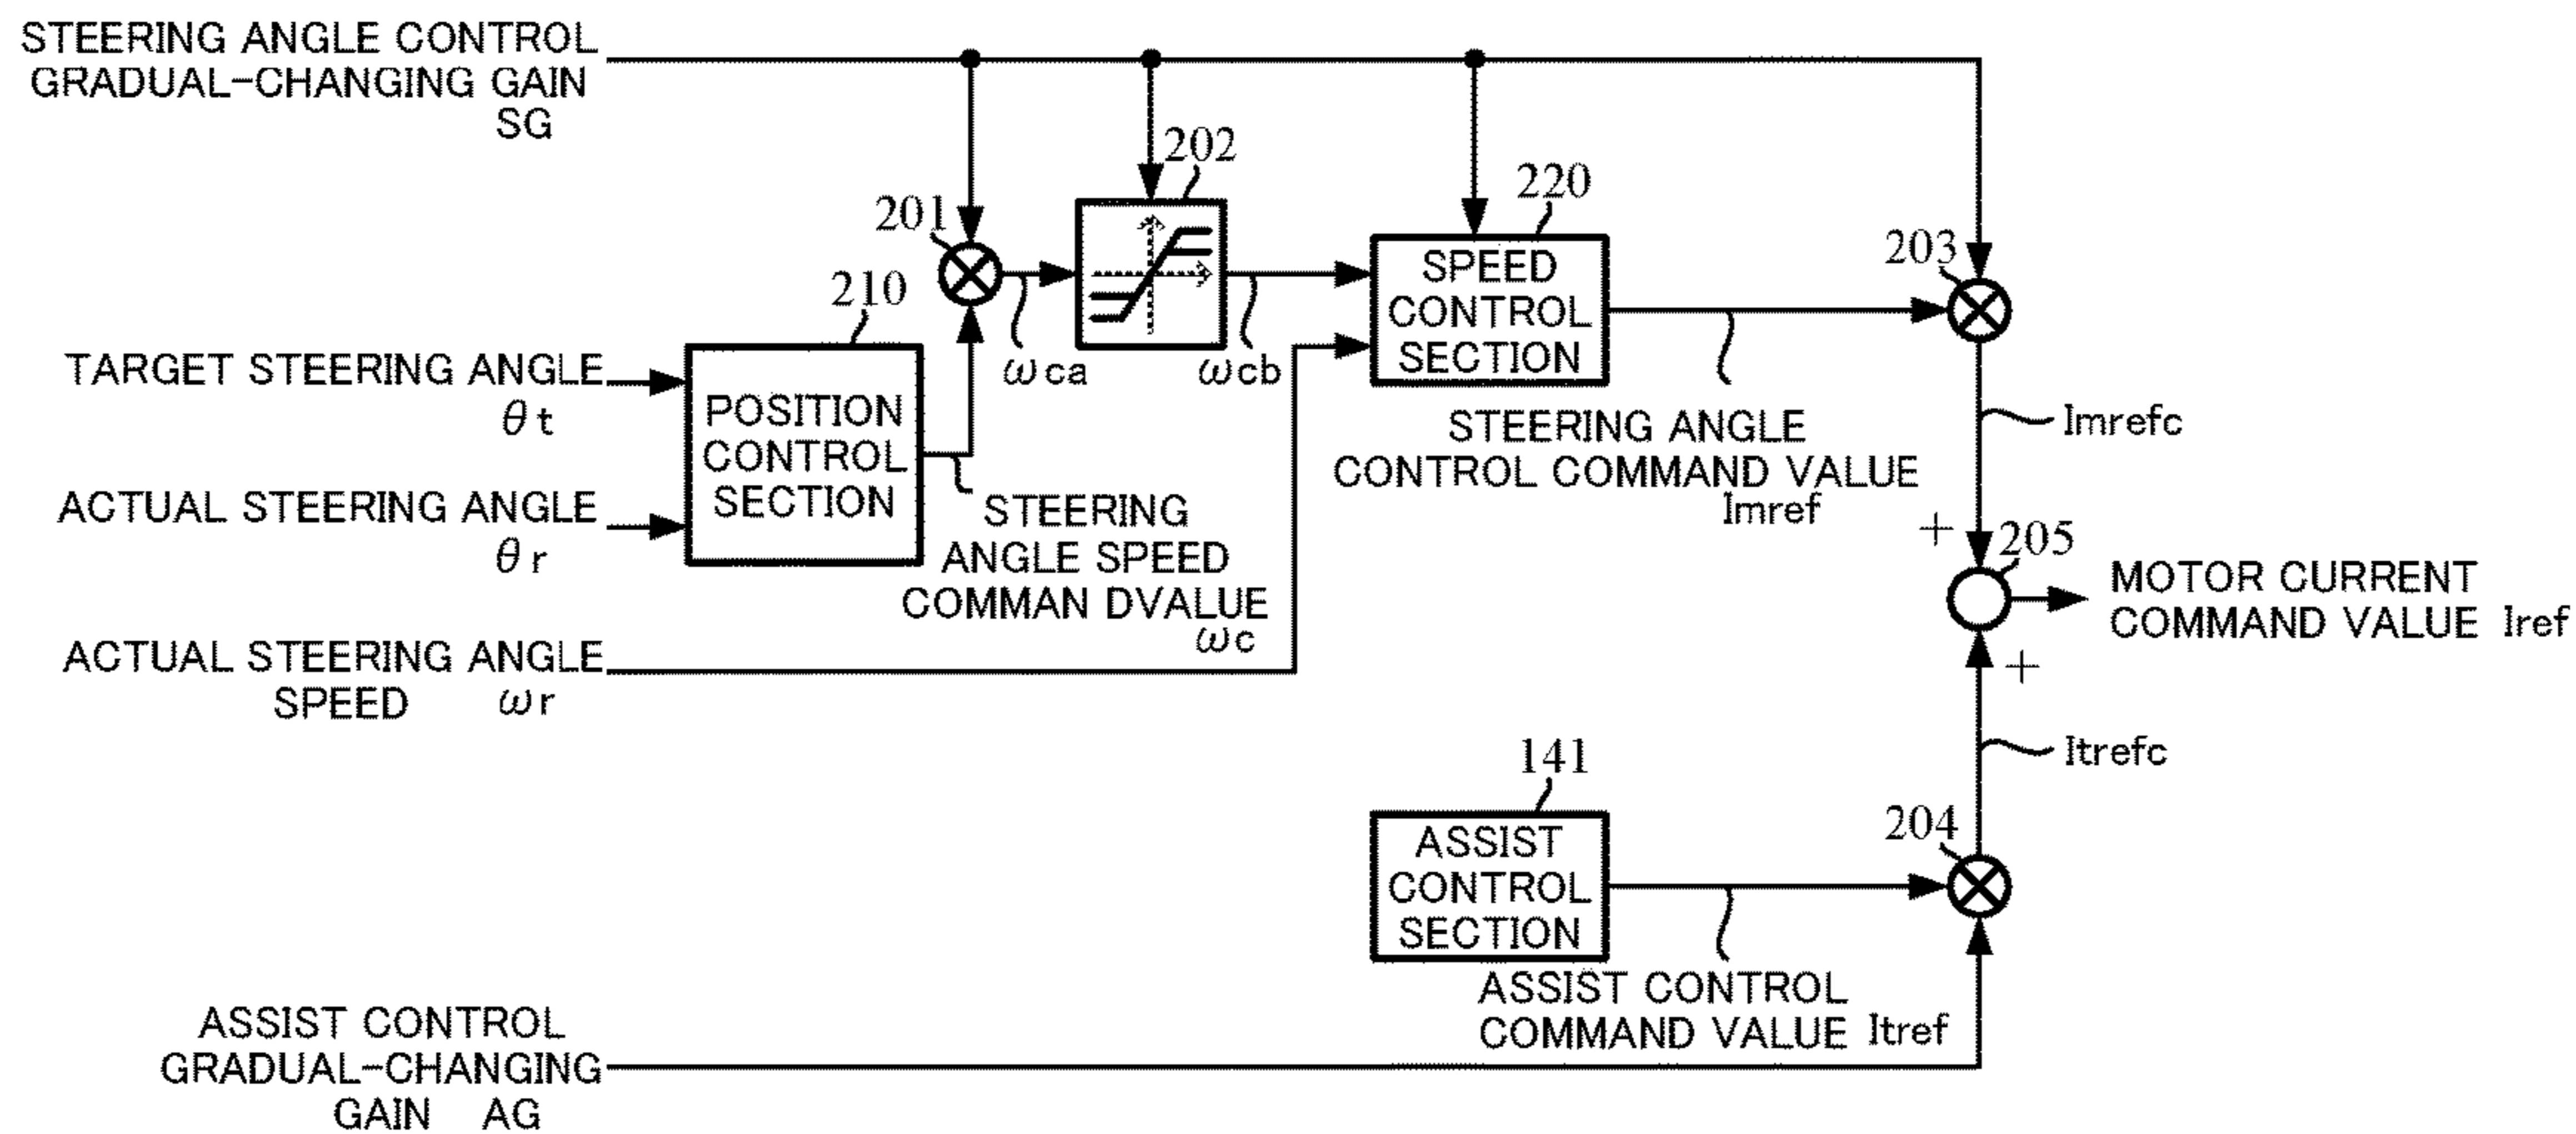 STEERING ANGLE CONTROL
GRADUAL-CHANGING GAIN
SG
202
220
201
203
210
SPEED
CONTROL
SECTION
TARGET STEERING ANGLE
θt
ωca
ωcb
POSITION
CONTROL
SECTION
STEERING ANGLE
CONTROL COMMAND VALUE
Imref
Imrefc
ACTUAL STEERING ANGLE
θr
STEERING
ANGLE SPEED
COMMAN DVALUE
ωc
+
205
MOTOR CURRENT
COMMAND VALUE Iref
ACTUAL STEERING ANGLE
SPEED ωr
+
Itrefc
141
204
ASSIST
CONTROL
SECTION
ASSIST CONTROL
COMMAND VALUE Itref
ASSIST CONTROL
GRADUAL-CHANGING
GAIN AG